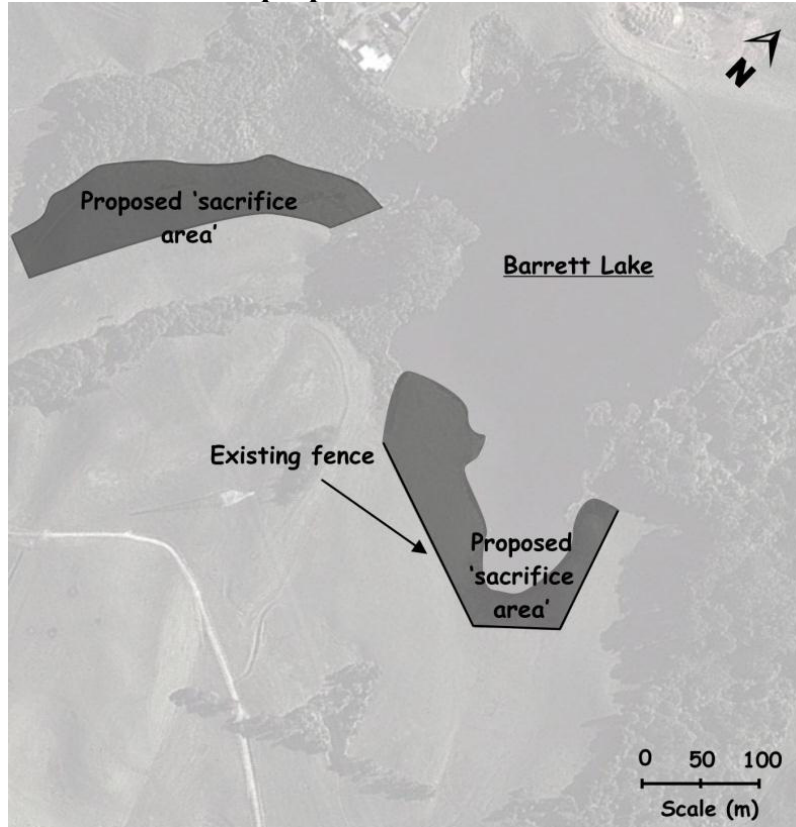 N
Proposed 'sacrifice
area'
Barrett Lake
Existing fence
Proposed
'sacrifice
area'
0 50 100
Scale (m)